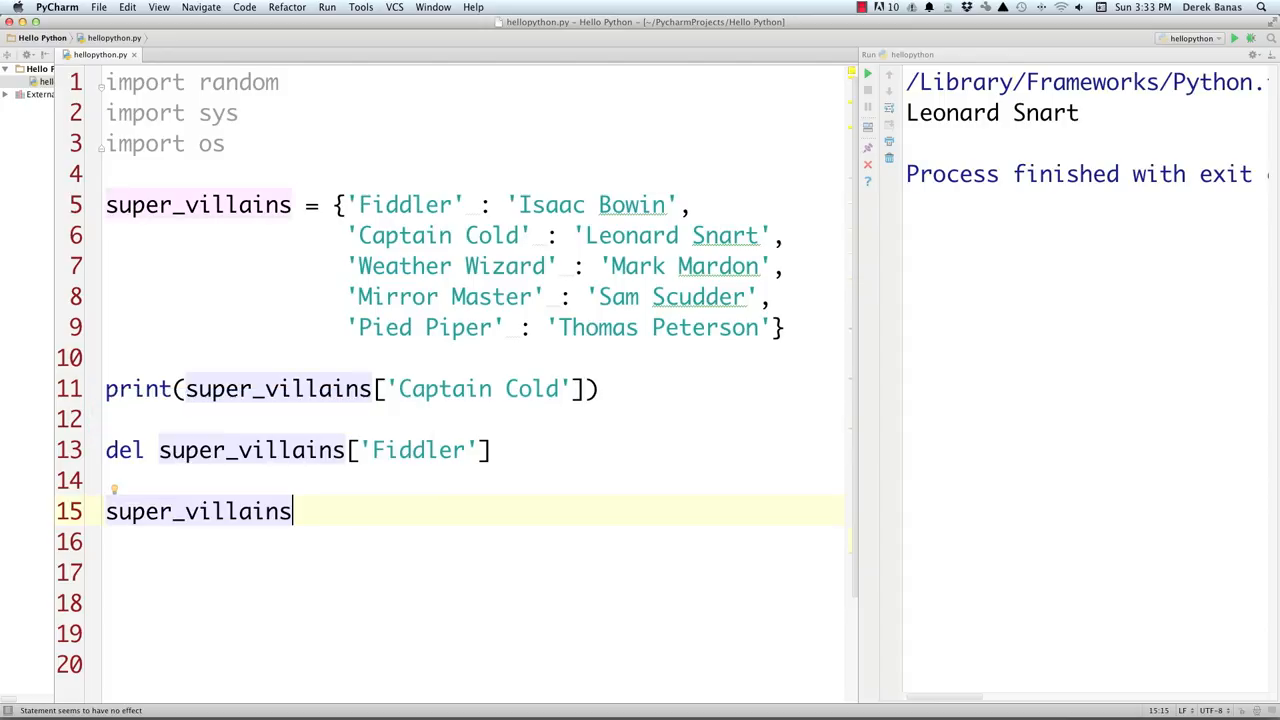 PyCharm File Edit View Navigate Code Refactor Run Tools VCS Window Help 10 Sun 3:33 PM Derek Banas
hellopython.py - Hello Python - [~/PycharmProjects/Hello Python]
Hello Python hellopython.py hellopython
hellopython.py
Run hellopython
Hello P
hell
Externa
1 import random
2 import sys
3 import os
4
5 super_villains = {'Fiddler' : 'Isaac Bowin',
6 'Captain Cold' : 'Leonard Snart',
7 'Weather Wizard' : 'Mark Mardon',
8 'Mirror Master' : 'Sam Scudder',
9 'Pied Piper' : 'Thomas Peterson'}
10
11 print(super_villains['Captain Cold'])
12
13 del super_villains['Fiddler']
14
15 super_villains
16
17
18
19
20
/Library/Frameworks/Python.
Leonard Snart
Process finished with exit
Statement seems to have no effect 15:15 LF UTF-8